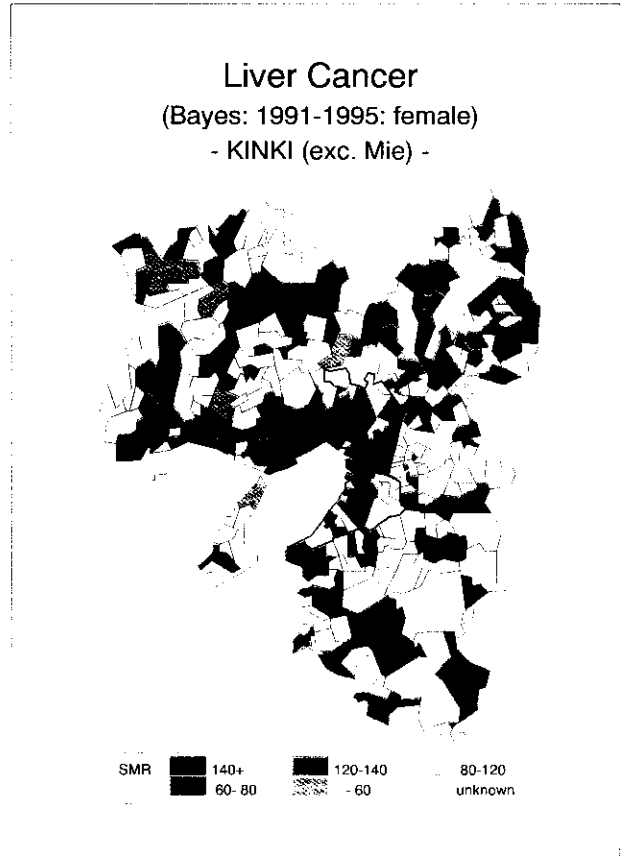 Liver Cancer
(Bayes: 1991-1995: female)
- KINKI (exc. Mie) -
SMR 140+ 120-140 80-120
60- 80 - 60 unknown